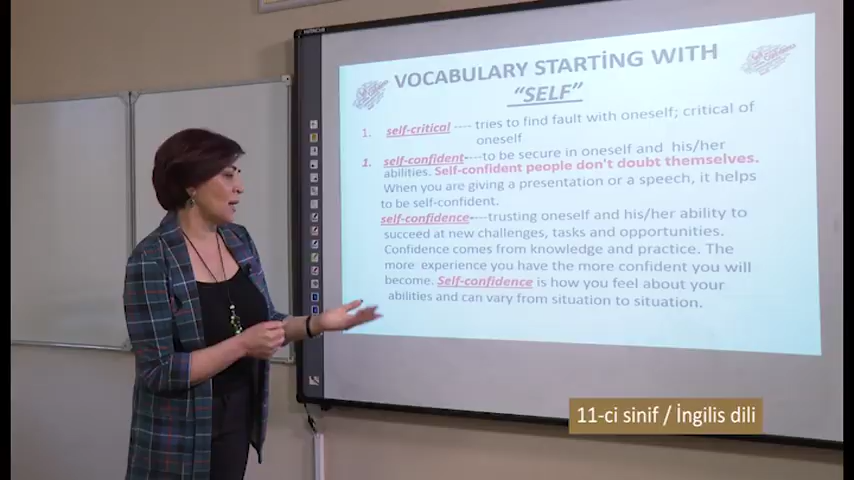 HITACHI
VOCABULARY STARTİNG WITH
"SELF"
1. self-critical ---- tries to find fault with oneself; critical of
oneself
1. self-confident----to be secure in oneself and his/her
abilities. Self-confident people don't doubt themselves.
When you are giving a presentation or a speech, it helps
to be self-confident.
self-confidence----trusting oneself and his/her ability to
succeed at new challenges, tasks and opportunities.
Confidence comes from knowledge and practice. The
more experience you have the more confident you will
become. Self-confidence is how you feel about your
abilities and can vary from situation to situation.
11-ci sinif / İngilis dili